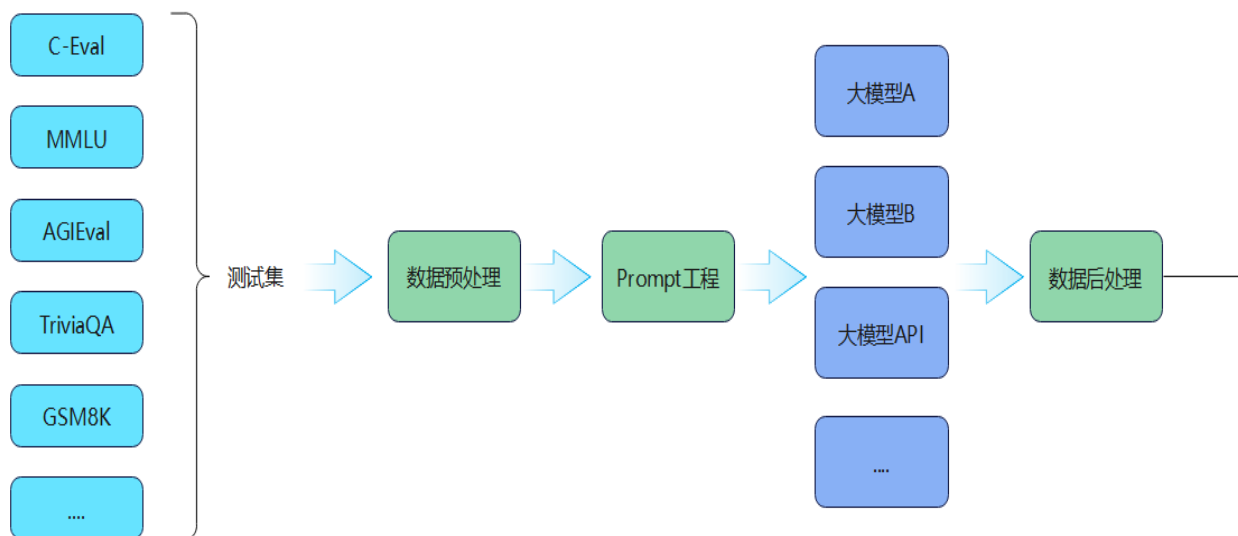 C-Eval
MMLU
AGIEval
TriviaQA
GSM8K
....
测试集
数据预处理
Prompt工程
大模型A
大模型B
大模型API
....
数据后处理